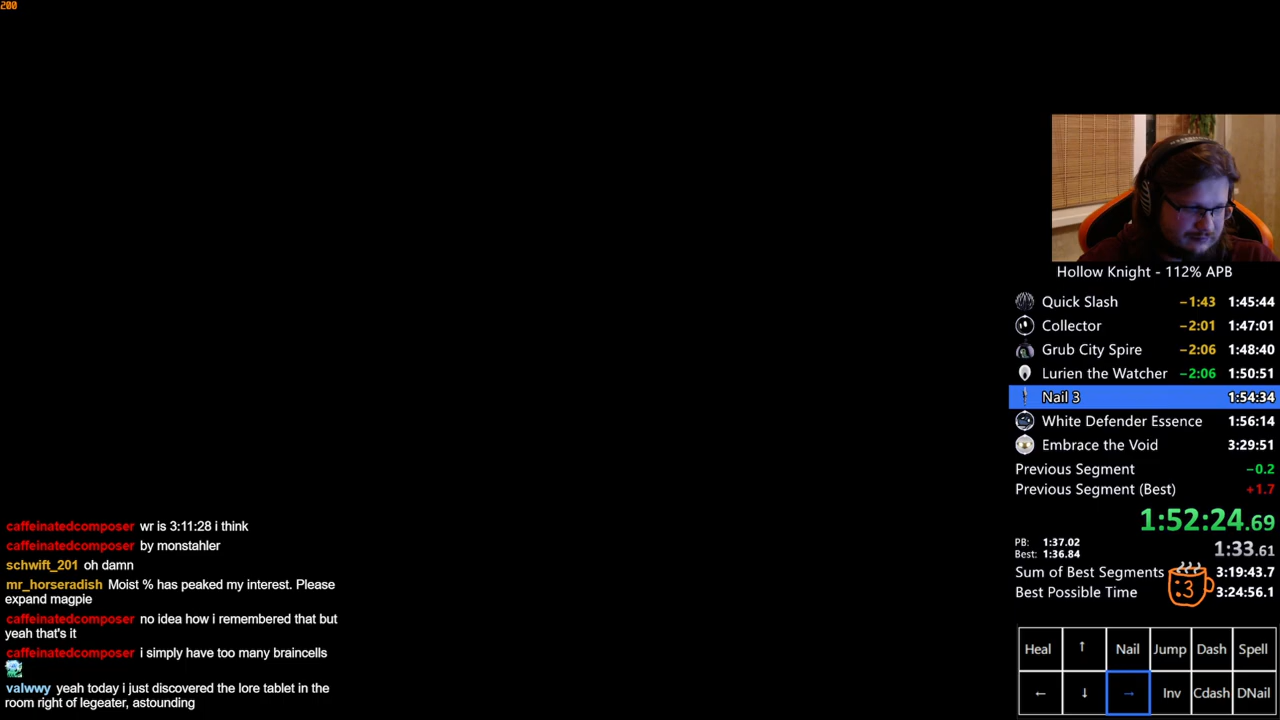 200
Hollow Knight - 112% APB
Quick Slash −1:43 1:45:44
Collector −2:01 1:47:01
Grub City Spire −2:06 1:48:40
Lurien the Watcher −2:06 1:50:51
Nail 3 1:54:34
White Defender Essence 1:56:14
Embrace the Void 3:29:51
Previous Segment −0.2
Previous Segment (Best) +1.7
1:52:24.69
PB: 1:37.02
Best: 1:36.84
1:33.61
Sum of Best Segments 3:19:43.7
Best Possible Time 3:24:56.1
:3
Heal ↑ Nail Jump Dash Spell
← ↓ → Inv Cdash DNail
caffeinatedcomposer wr is 3:11:28 i think
caffeinatedcomposer by monstahler
schwift_201 oh damn
mr_horseradish Moist % has peaked my interest. Please
expand magpie
caffeinatedcomposer no idea how i remembered that but
yeah that's it
caffeinatedcomposer i simply have too many braincells
valwwy yeah today i just discovered the lore tablet in the
room right of legeater, astounding